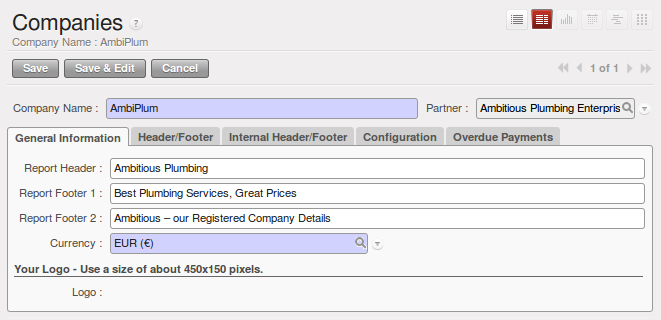 Companies ?
Company Name : AmbiPlum
Save Save & Edit Cancel 1 of 1
Company Name : AmbiPlum Partner : Ambitious Plumbing Enterpris
General Information Header/Footer Internal Header/Footer Configuration Overdue Payments
Report Header : Ambitious Plumbing
Report Footer 1 : Best Plumbing Services, Great Prices
Report Footer 2 : Ambitious – our Registered Company Details
Currency : EUR (€)
Your Logo - Use a size of about 450x150 pixels.
Logo :